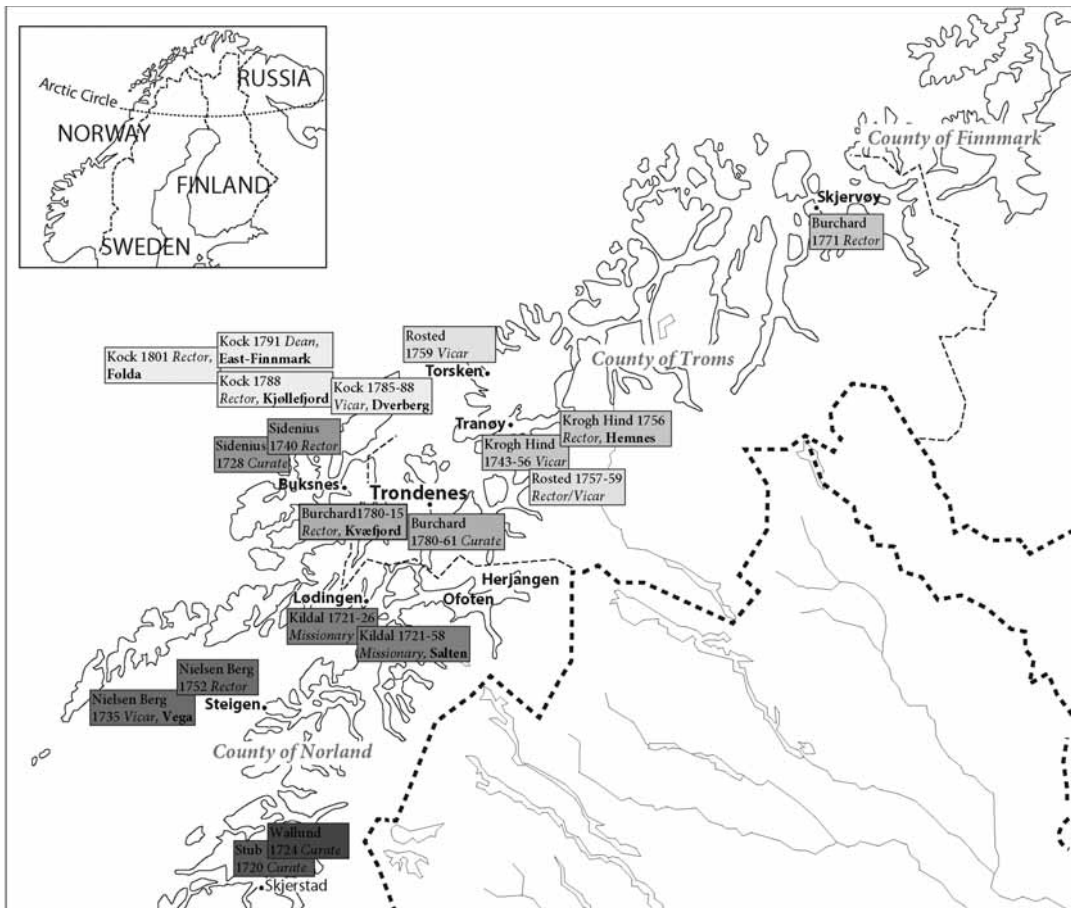 RUSSIA
Arctic Circle
NORWAY
FINLAND
SWEDEN
County of Finnmark
Skjervøy
Burchard
1771 Rector
Kock 1791 Dean,
East-Finnmark
Kock 1801 Rector,
Folda
Kock 1788
Rector, Kjøllefjord
Kock 1785-88
Vicar, Dverberg
Rosted
1759 Vicar
Torsken
County of Troms
Sidenius
1740 Rector
Sidenius
1728 Curate
Tranøy
Krogh Hind 1756
Rector, Hemnes
Krogh Hind
1743-56 Vicar
Rosted 1757-59
Rector/Vicar
Buksnes
Trondenes
Burchard1780-15
Rector, Kvæfjord
Burchard
1780-61 Curate
Herjangen
Ofoten
Lødingen
Kildal 1721-26
Missionary
Kildal 1721-58
Missionary, Salten
Nielsen Berg
1752 Rector
Nielsen Berg
1735 Vicar, Vega
Steigen
County of Norland
Wallund
1724 Curate
Stub
1720 Curate
Skjerstad